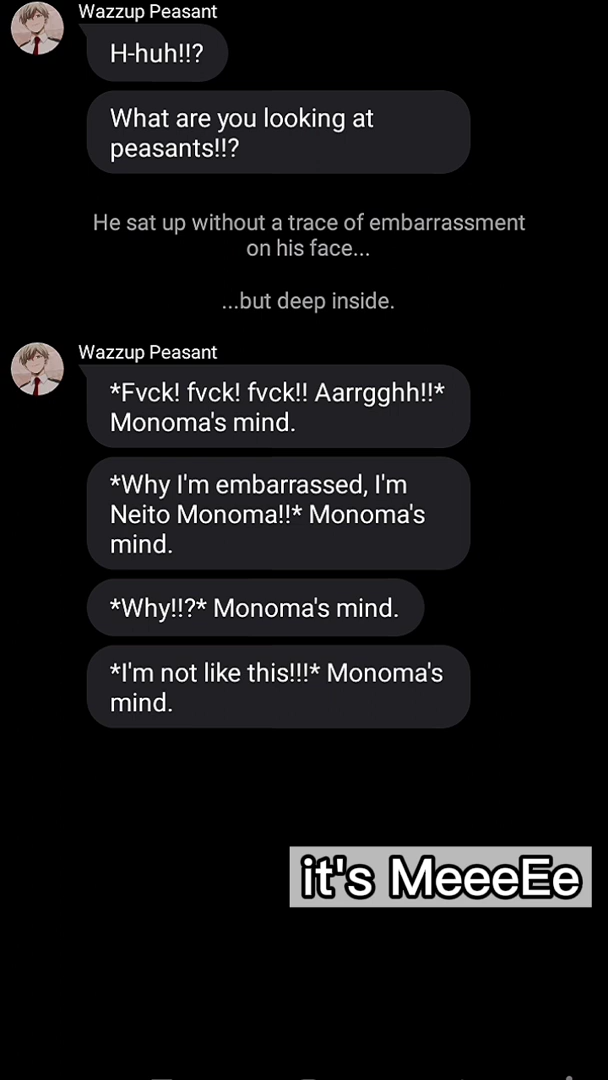 Wazzup Peasant
H-huh!!?
What are you looking at
peasants!!?
He sat up without a trace of embarrassment
on his face...
...but deep inside.
Wazzup Peasant
*Fvck! fvck! fvck!! Aarrgghh!!*
Monoma's mind.
*Why I'm embarrassed, I'm
Neito Monoma!!* Monoma's
mind.
*Why!!?* Monoma's mind.
*I'm not like this!!!* Monoma's
mind.
it's MeeeEe